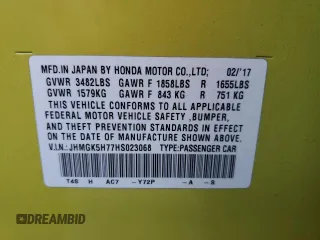 MFD.IN JAPAN BY HONDA MOTOR CO.,LTD; 02/'17
GVWR 3482LBS GAWR F 1858LBS R 1655LBS
GVWR 1579KG GAWR F 843 KG R 751 KG
THIS VEHICLE CONFORMS TO ALL APPLICABLE
FEDERAL MOTOR VEHICLE SAFETY,BUMPER,
AND THEFT PREVENTION STANDARDS IN EFFECT
ON THE DATE OF MANUFACTURE SHOWN ABOVE.
V.I.N.:JHMGK5H77HS023068 TYPE:PASSENGER CAR
T4S H AC7 -Y72P -A -S
DREAMBID